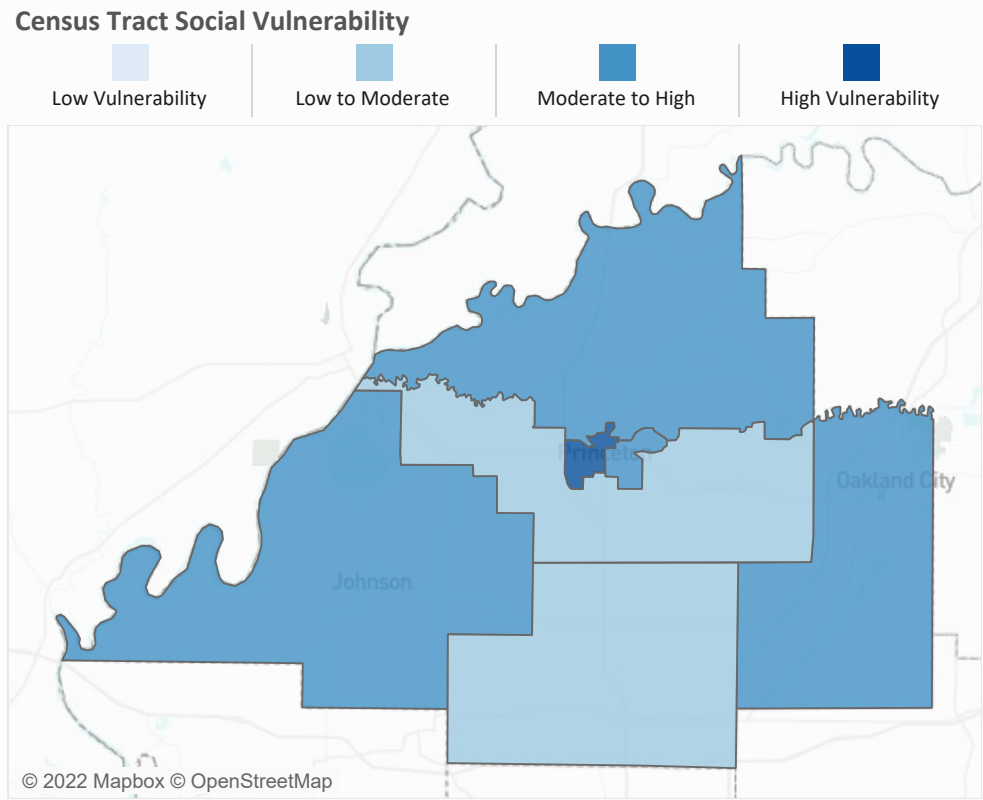 Census Tract Social Vulnerability
Low Vulnerability
Low to Moderate
Moderate to High
High Vulnerability
Princeton
Oakland City
Johnson
© 2022 Mapbox © OpenStreetMap